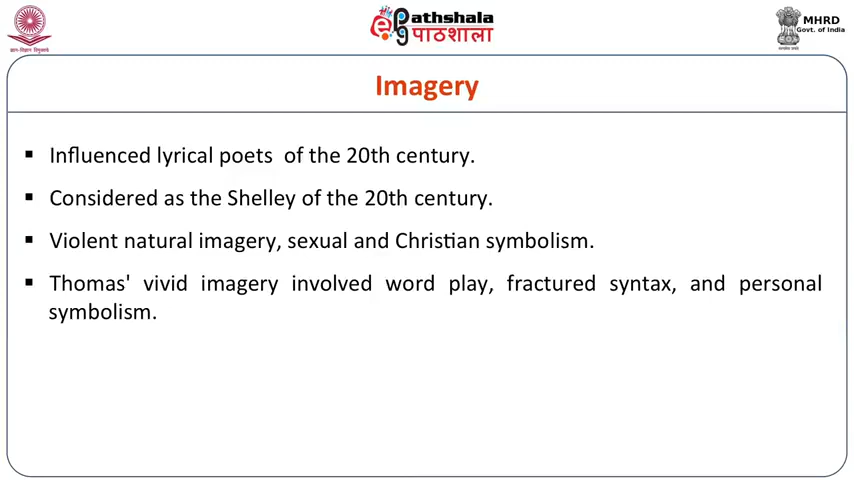 ePathshala
पाठशाला
MHRD
Govt. of India
Imagery
▪ Influenced lyrical poets of the 20th century.
▪ Considered as the Shelley of the 20th century.
▪ Violent natural imagery, sexual and Christian symbolism.
▪ Thomas' vivid imagery involved word play, fractured syntax, and personal
symbolism.